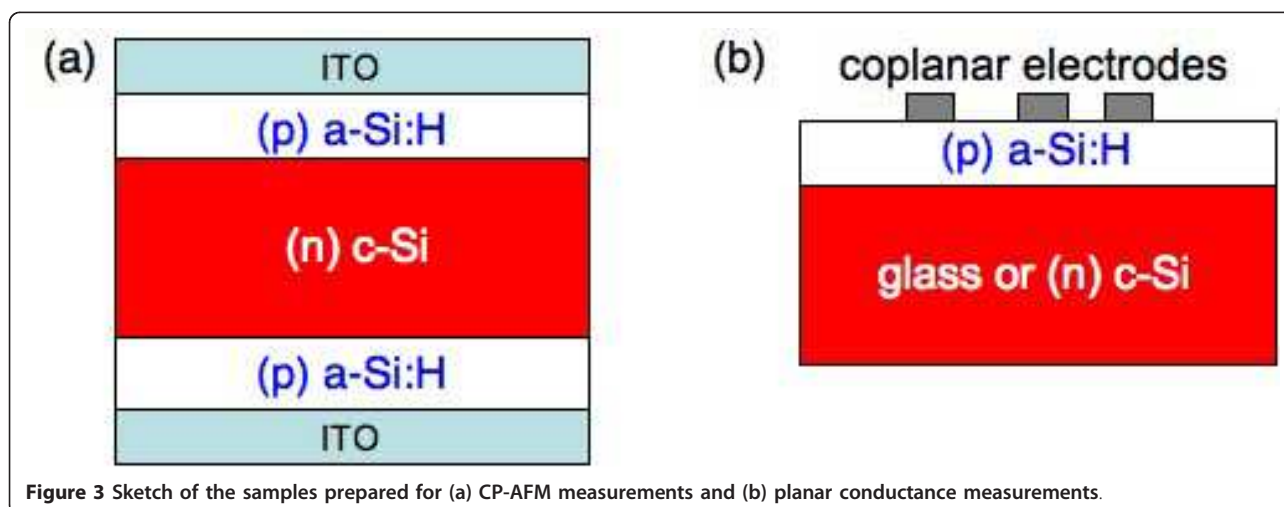 (a)
ITO
(p) a-Si:H
(n) c-Si
(p) a-Si:H
ITO
(b)
coplanar electrodes
(p) a-Si:H
glass or (n) c-Si
Figure 3 Sketch of the samples prepared for (a) CP-AFM measurements and (b) planar conductance measurements.